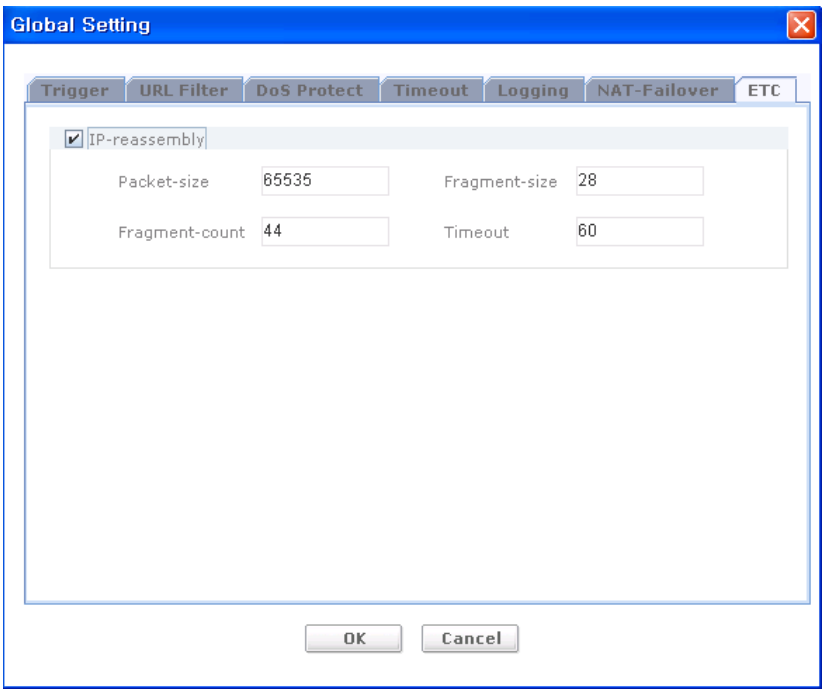 Global Setting
Trigger URL Filter DoS Protect Timeout Logging NAT-Failover ETC
IP-reassembly
Packet-size 65535 Fragment-size 28
Fragment-count 44 Timeout 60
OK Cancel